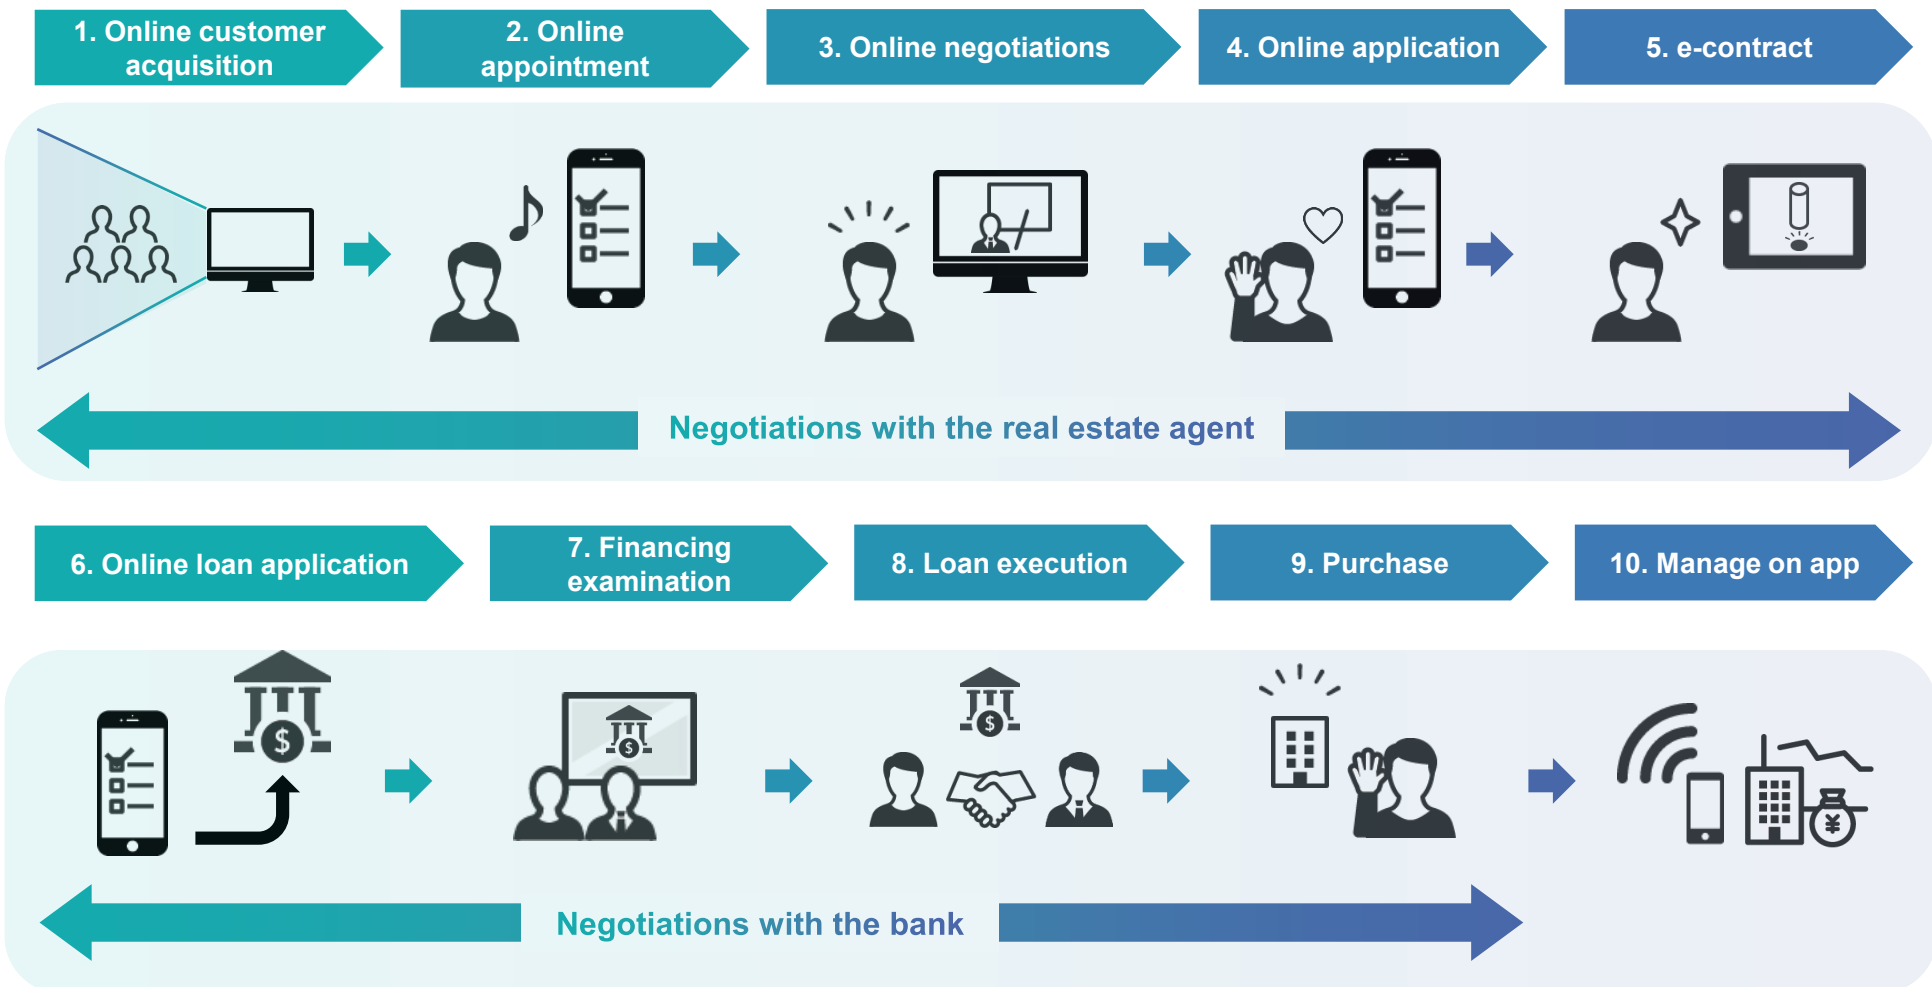 1. Online customer
acquisition
2. Online
appointment
3. Online negotiations
4. Online application
5. e-contract
Negotiations with the real estate agent
6. Online loan application
7. Financing
examination
8. Loan execution
9. Purchase
10. Manage on app
$
$
$
¥
Negotiations with the bank